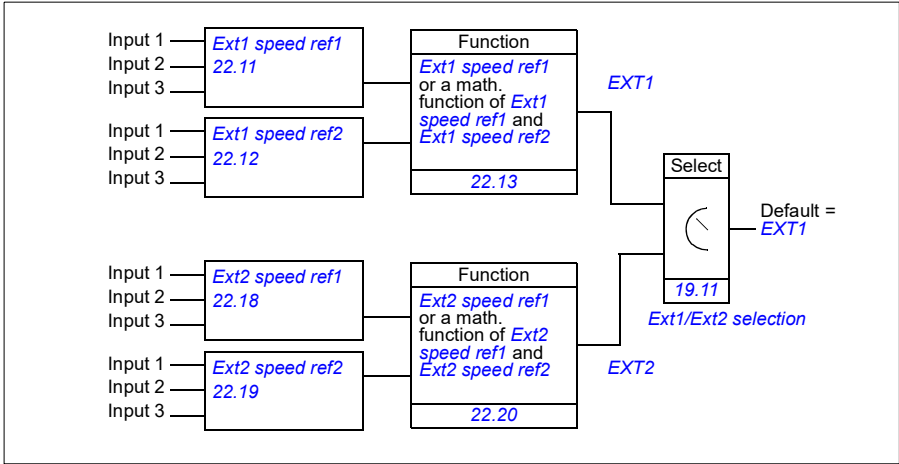 Input 1
Input 2
Input 3
Ext1 speed ref1
22.11
Input 1
Input 2
Input 3
Ext1 speed ref2
22.12
Function
Ext1 speed ref1
or a math.
function of Ext1
speed ref1 and
Ext1 speed ref2
22.13
EXT1
Select
19.11
Default =
EXT1
Ext1/Ext2 selection
Input 1
Input 2
Input 3
Ext2 speed ref1
22.18
Input 1
Input 2
Input 3
Ext2 speed ref2
22.19
Function
Ext2 speed ref1
or a math.
function of Ext2
speed ref1 and
Ext2 speed ref2
22.20
EXT2